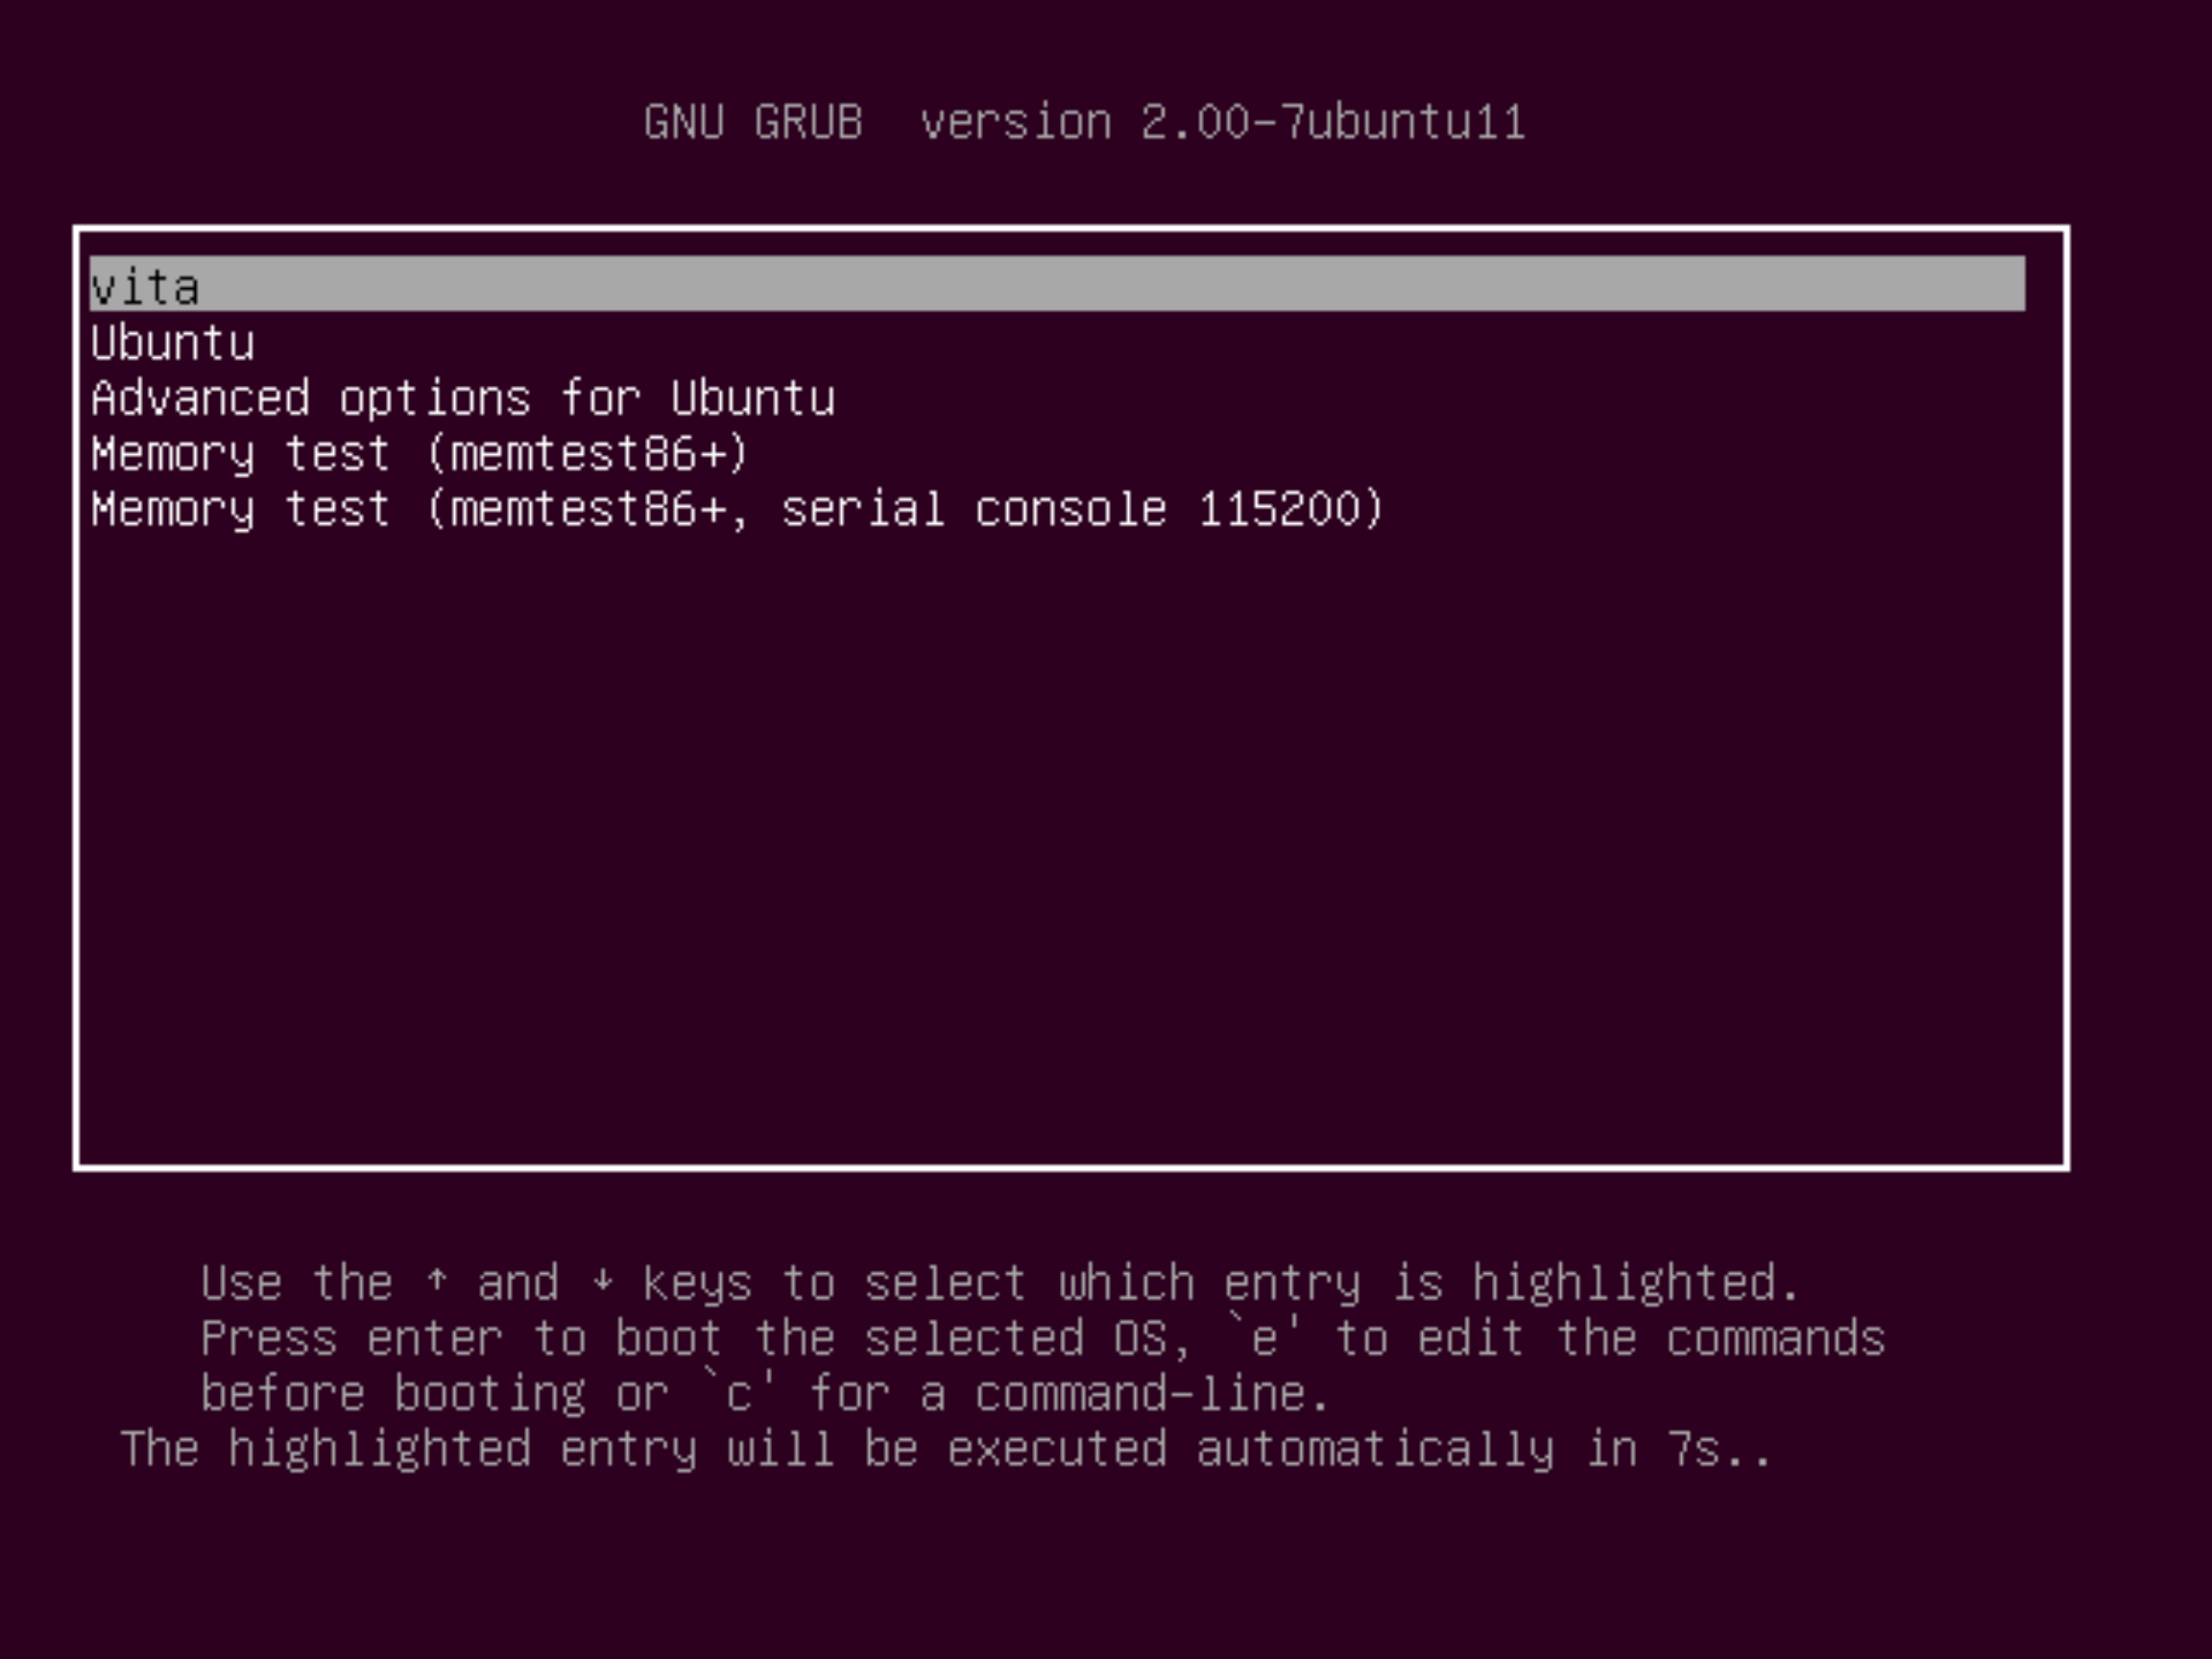 GNU GRUB  version 2.00-7ubuntu11
vita
Ubuntu
Advanced options for Ubuntu
Memory test (memtest86+)
Memory test (memtest86+, serial console 115200)
Use the ↑ and ↓ keys to select which entry is highlighted.
Press enter to boot the selected OS, `e' to edit the commands
before booting or `c' for a command-line.
The highlighted entry will be executed automatically in 7s..